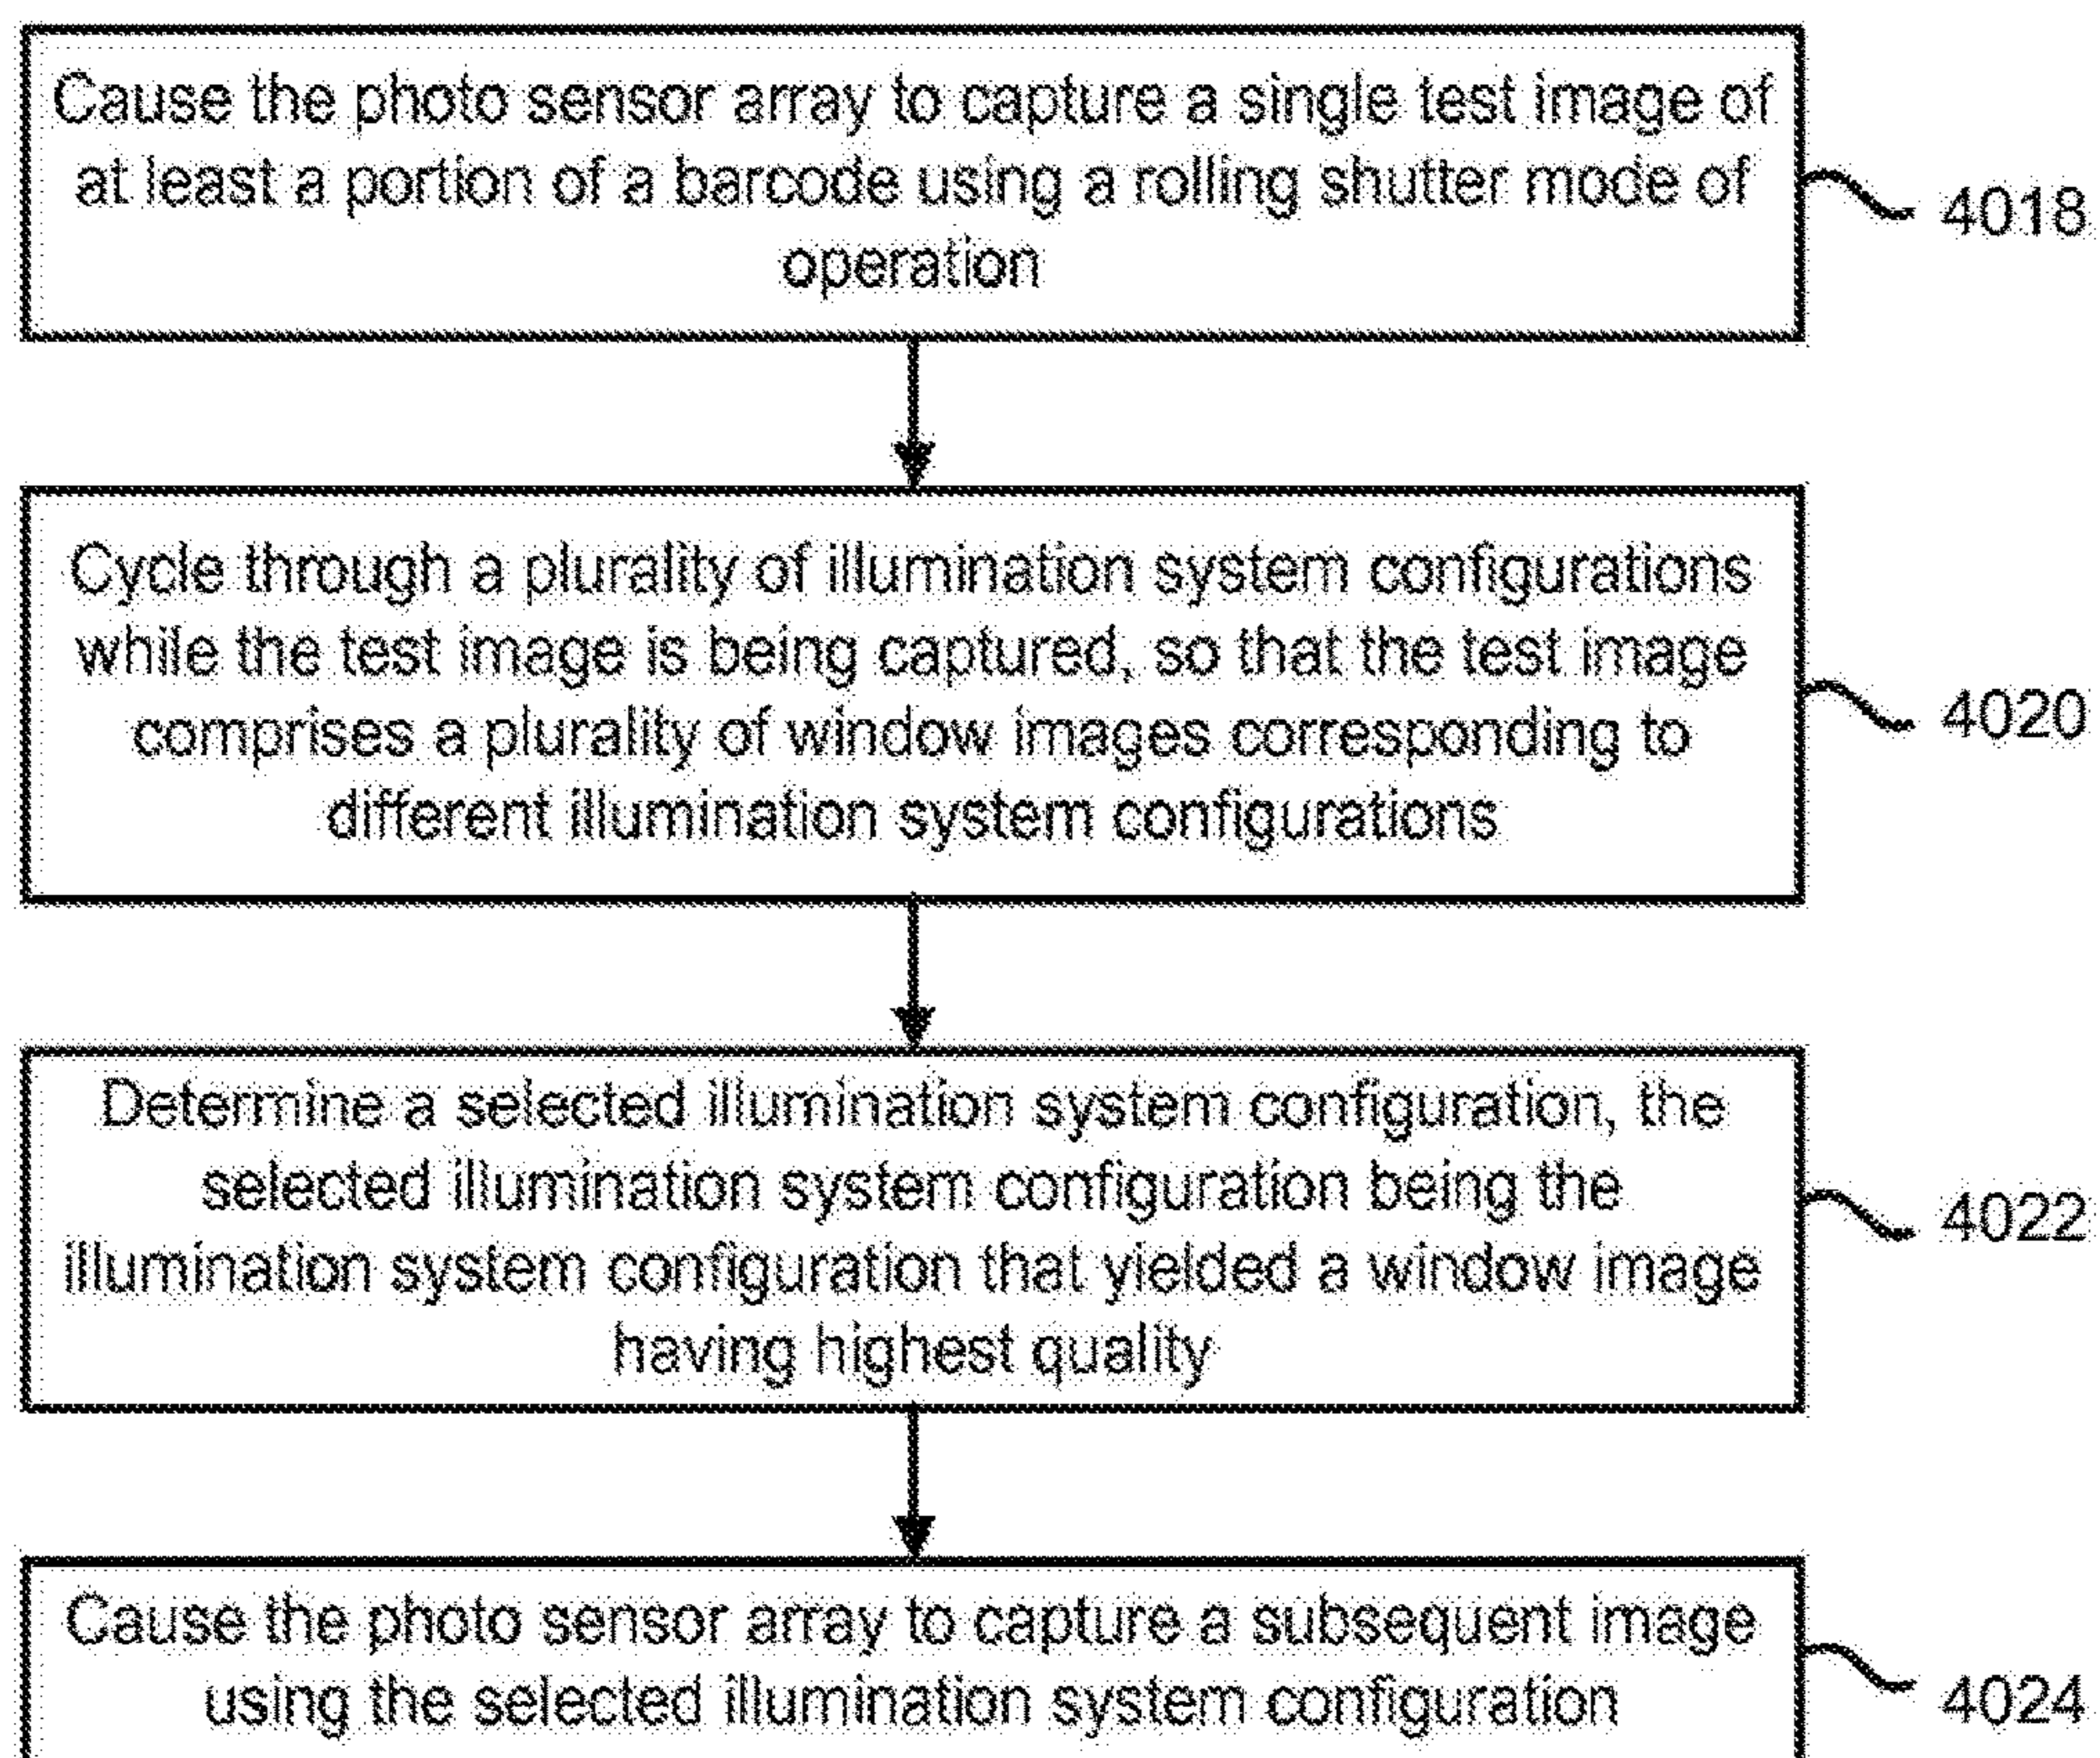 Cause the photo sensor array to capture a single test image of
at least a portion of a barcode using a rolling shutter mode of
operation
4018
Cycle through a plurality of illumination system configurations
while the test image is being captured, so that the test image
comprises a plurality of window images corresponding to
different illumination system configurations
4020
Determine a selected illumination system configuration, the
selected illumination system configuration being the
illumination system configuration that yielded a window image
having highest quality
4022
Cause the photo sensor array to capture a subsequent image
using the selected illumination system configuration
4024